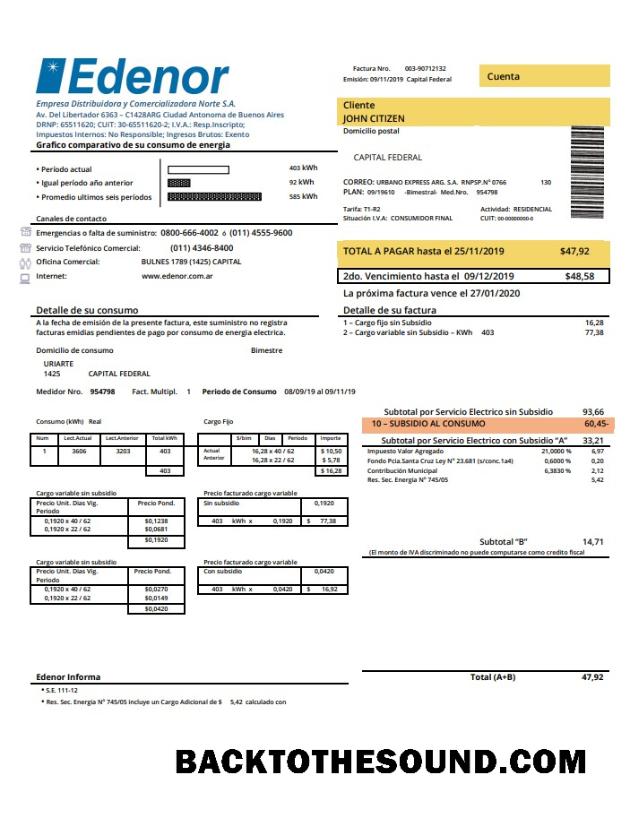 Edenor
Empresa Distribuidora y Comercializadora Norte S.A.
Av. Del Libertador 6363 – C1428ARG Ciudad Antonoma de Buenos Aires
DRNP: 65511620; CUIT: 30-65511620-2; I.V.A.: Resp.Inscripto;
Impuestos Internos: No Responsible; Ingresos Brutos: Exento
Grafico comparativo de su consumo de energia
• Período actual 403 kWh
• Igual periodo año anterior 92 kWh
• Promedio ultimos seis periodos 585 kWh
Canales de contacto
Emergencias o falta de suministro: 0800-666-4002 ó (011) 4555-9600
Servicio Telefónico Comercial: (011) 4346-8400
Oficina Comercial: BULNES 1789 (1425) CAPITAL
Internet: www.edenor.com.ar
Factura Nro. 003-90712132
Emisión: 09/11/2019 Capital Federal
Cuenta
Cliente
JOHN CITIZEN
Domicilio postal
CAPITAL FEDERAL
CORREO: URBANO EXPRESS ARG. S.A. RNPSP.Nº 0766 130
PLAN: 09/19610 -Bimestral- Med.Nro. 954798
Tarifa: T1-R2 Actividad: RESIDENCIAL
Situación I.V.A: CONSUMIDOR FINAL CUIT: 00-00000000-0
TOTAL A PAGAR hasta el 25/11/2019 $47,92
2do. Vencimiento hasta el 09/12/2019 $48,58
La próxima factura vence el 27/01/2020
Detalle de su consumo
A la fecha de emisión de la presente factura, este suministro no registra
facturas emidias pendientes de pago por consumo de energia electrica.
Domicilio de consumo Bimestre
URIARTE
1425 CAPITAL FEDERAL
Medidor Nro. 954798 Fact. Multipl. 1 Periodo de Consumo 08/09/19 al 09/11/19
Detalle de su factura
1 – Cargo fijo sin Subsidio 16,28
2 – Cargo variable sin Subsidio – KWh 403 77,38
Consumo (kWh) Real
Num Lect.Actual Lect.Anterior Total kWh
1 3606 3203 403
403
Cargo Fijo
$/bim Días Período Importe
Actual 16,28 x 40 / 62 $ 10,50
Anterior 16,28 x 22 / 62 $ 5,78
$ 16,28
Cargo variable sin subsidio
Precio Unit. Dias Vig. Precio Pond.
Periodo
0,1920 x 40 / 62 $0,1238
0,1920 x 22 / 62 $0,0681
$0,1920
Precio facturado cargo variable
Sin subsidio 0,1920
403 kWh x 0,1920 $ 77,38
Cargo variable sin subsidio
Precio Unit. Dias Vig. Precio Pond.
Periodo
0,1920 x 40 / 62 $0,0270
0,1920 x 22 / 62 $0,0149
$0,0420
Precio facturado cargo variable
Con subsidio 0,0420
403 kWh x 0,0420 $ 16,92
Subtotal por Servicio Electrico sin Subsidio 93,66
10 – SUBSIDIO AL CONSUMO 60,45-
Subtotal por Servicio Electrico con Subsidio “A” 33,21
Impuesto Valor Agregado 21,0000 % 6,97
Fondo Pcia.Santa Cruz Ley Nº 23.681 (s/conc.1a4) 0,6000 % 0,20
Contribución Municipal 6,3830 % 2,12
Res. Sec. Energía Nº 745/05 5,42
Subtotal “B” 14,71
(El monto de IVA discriminado no puede computarse como credito fiscal
Edenor Informa
• S.E. 111-12
• Res. Sec. Energia Nº 745/05 incluye un Cargo Adicional de $ 5,42 calculado con
Total (A+B) 47,92
BACKTOTHESOUND.COM